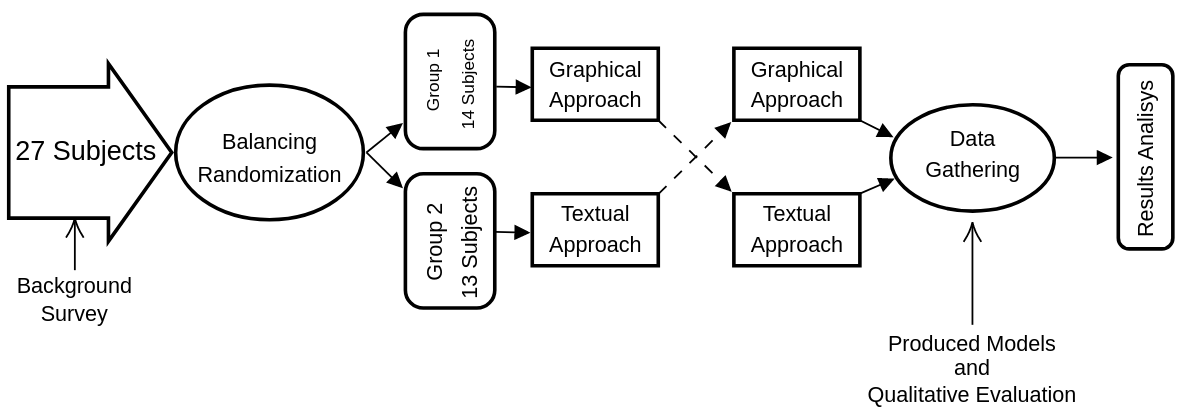 27 Subjects
Background
Survey
Balancing
Randomization
Group 1
14 Subjects
Group 2
13 Subjects
Graphical
Approach
Textual
Approach
Graphical
Approach
Textual
Approach
Data
Gathering
Produced Models
and
Qualitative Evaluation
Results Analisys